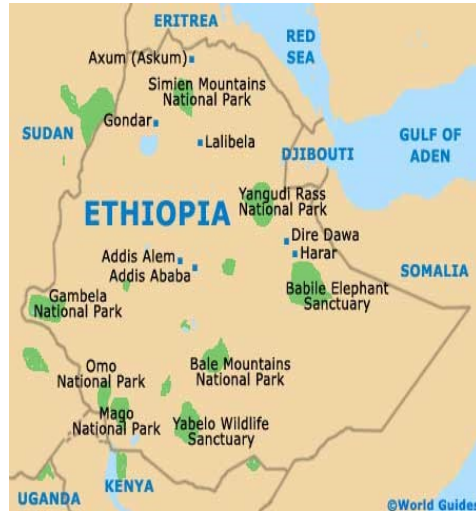 ERITREA
RED
SEA
Axum (Askum)
Simien Mountains
National Park
SUDAN
Gondar
Lalibela
GULF OF
ADEN
DJIBOUTI
Yangudi Rass
National Park
ETHIOPIA
Dire Dawa
Harar
Addis Alem
Addis Ababa
SOMALIA
Babile Elephant
Sanctuary
Gambela
National Park
Omo
National Park
Bale Mountains
National Park
Mago
National Park
Yabelo Wildlife
Sanctuary
UGANDA
KENYA
©World Guides